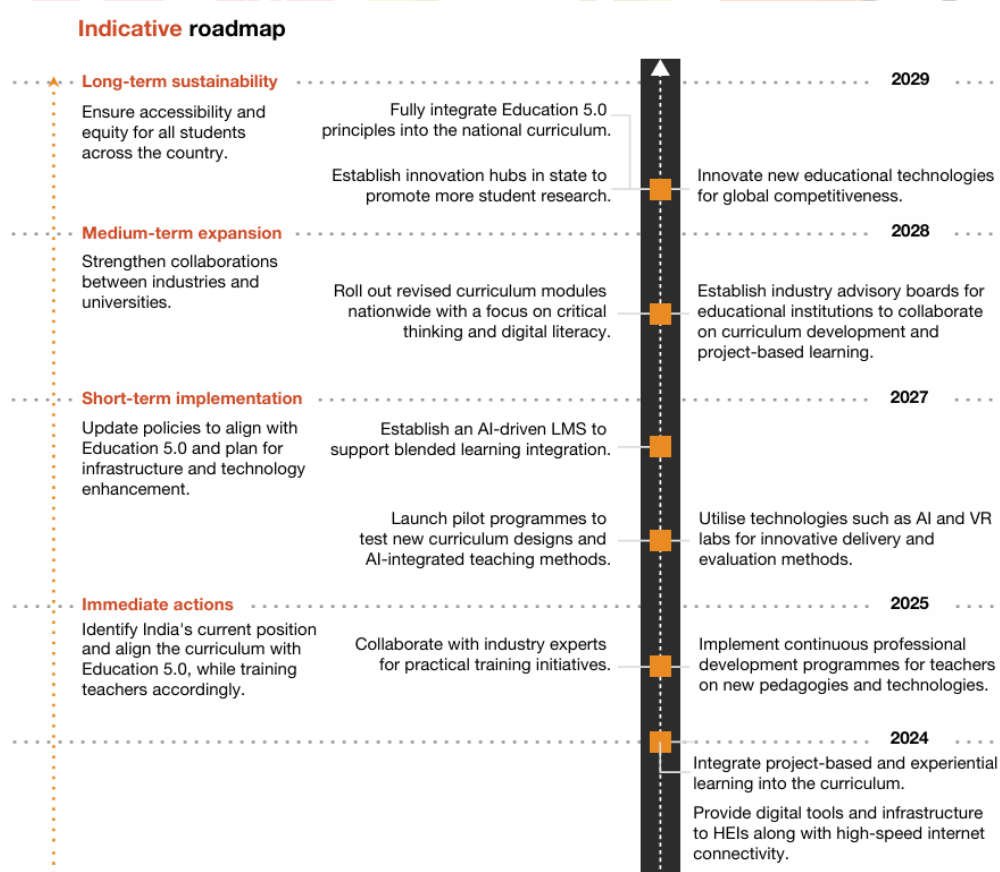 Indicative roadmap
Long-term sustainability
2029
Ensure accessibility and
equity for all students
across the country.
Fully integrate Education 5.0
principles into the national curriculum.
Establish innovation hubs in state to
promote more student research.
Innovate new educational technologies
for global competitiveness.
Medium-term expansion
2028
Strengthen collaborations
between industries and
universities.
Roll out revised curriculum modules
nationwide with a focus on critical
thinking and digital literacy.
Establish industry advisory boards for
educational institutions to collaborate
on curriculum development and
project-based learning.
Short-term implementation
2027
Update policies to align with
Education 5.0 and plan for
infrastructure and technology
enhancement.
Establish an AI-driven LMS to
support blended learning integration.
Launch pilot programmes to
test new curriculum designs and
AI-integrated teaching methods.
Utilise technologies such as AI and VR
labs for innovative delivery and
evaluation methods.
Immediate actions
2025
Identify India's current position
and align the curriculum with
Education 5.0, while training
teachers accordingly.
Collaborate with industry experts
for practical training initiatives.
Implement continuous professional
development programmes for teachers
on new pedagogies and technologies.
2024
Integrate project-based and experiential
learning into the curriculum.
Provide digital tools and infrastructure
to HEIs along with high-speed internet
connectivity.